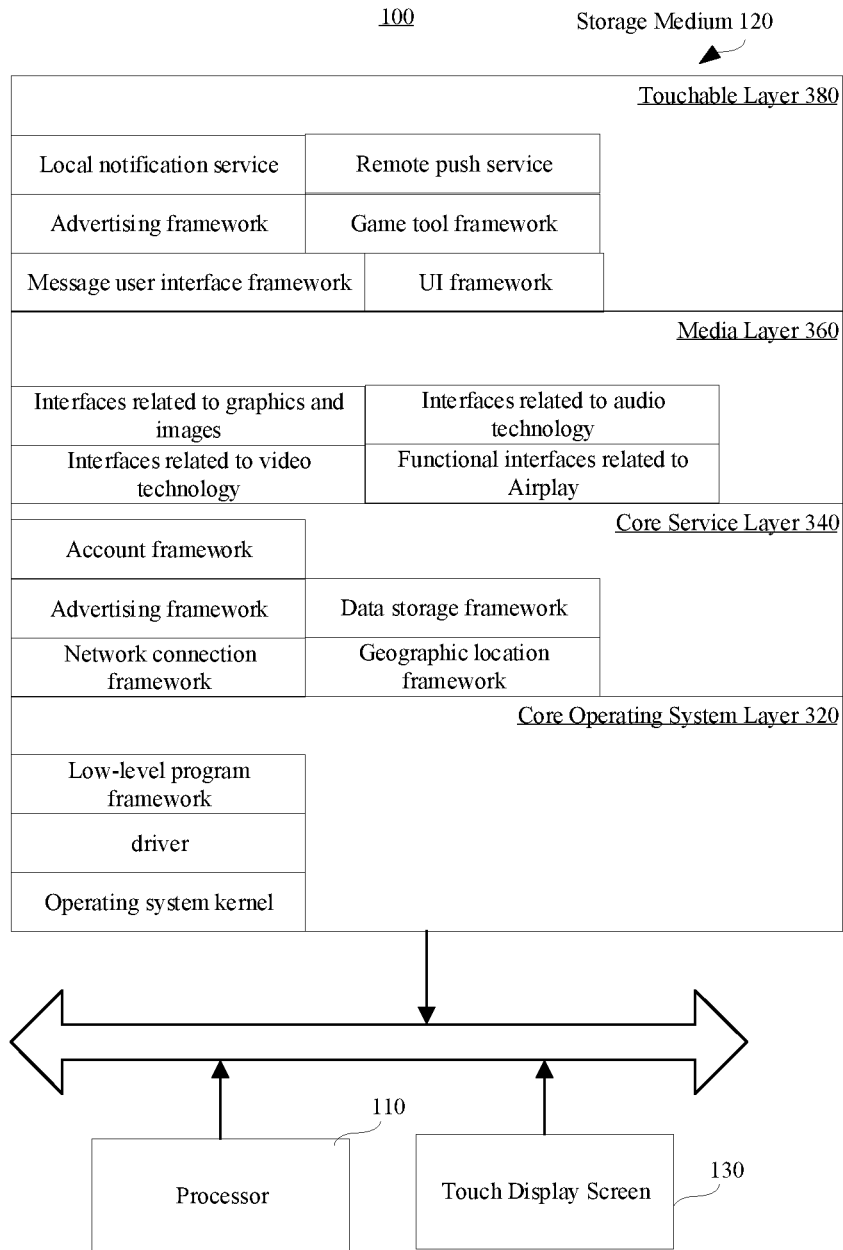 100
Storage Medium 120
Touchable Layer 380
Local notification service
Remote push service
Advertising framework
Game tool framework
Message user interface framework
UI framework
Media Layer 360
Interfaces related to graphics and
images
Interfaces related to audio
technology
Interfaces related to video
technology
Functional interfaces related to
Airplay
Core Service Layer 340
Account framework
Advertising framework
Data storage framework
Network connection
framework
Geographic location
framework
Core Operating System Layer 320
Low-level program
framework
driver
Operating system kernel
110
Processor
Touch Display Screen
130